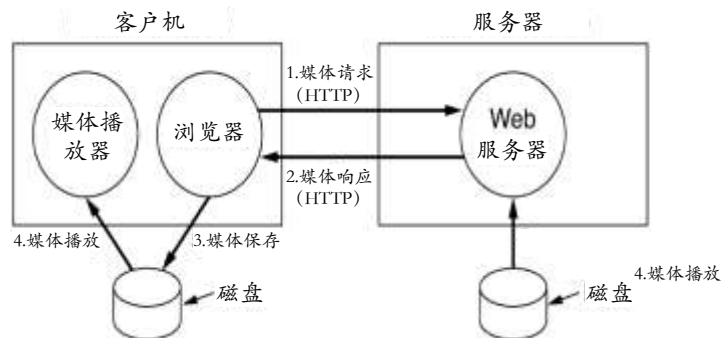 客户机
服务器
1.媒体请求
（HTTP）
媒体播
放器
浏览器
Web
服务器
2.媒体响应
（HTTP）
4.媒体播放
3.媒体保存
4.媒体播放
磁盘
磁盘